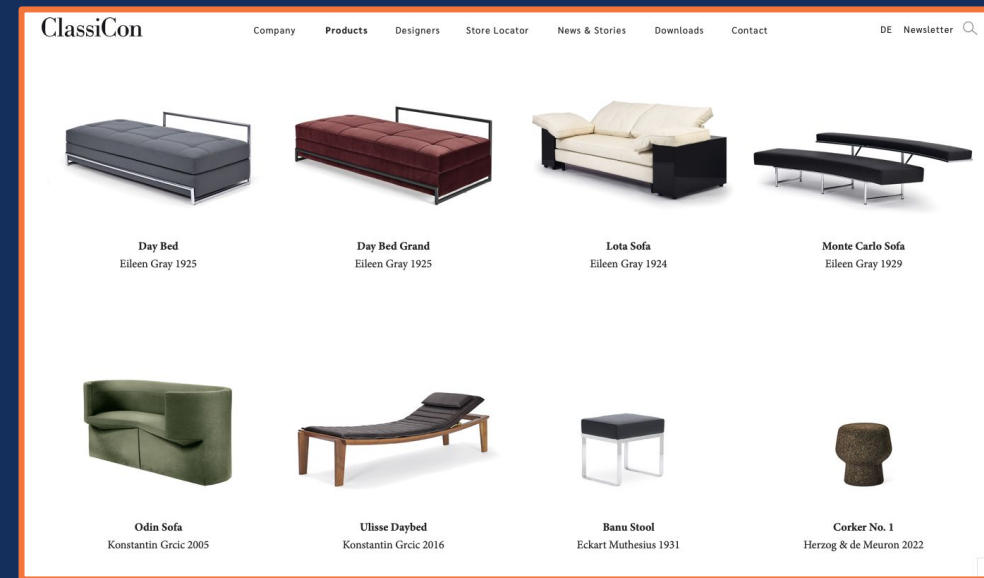 ClassiCon
Company Products Designers Store Locator News & Stories Downloads Contact
DE Newsletter
Day Bed
Eileen Gray 1925
Day Bed Grand
Eileen Gray 1925
Lota Sofa
Eileen Gray 1924
Monte Carlo Sofa
Eileen Gray 1929
Odin Sofa
Konstantin Grcic 2005
Ulisse Daybed
Konstantin Grcic 2016
Banu Stool
Eckart Muthesius 1931
Corker No. 1
Herzog & de Meuron 2022